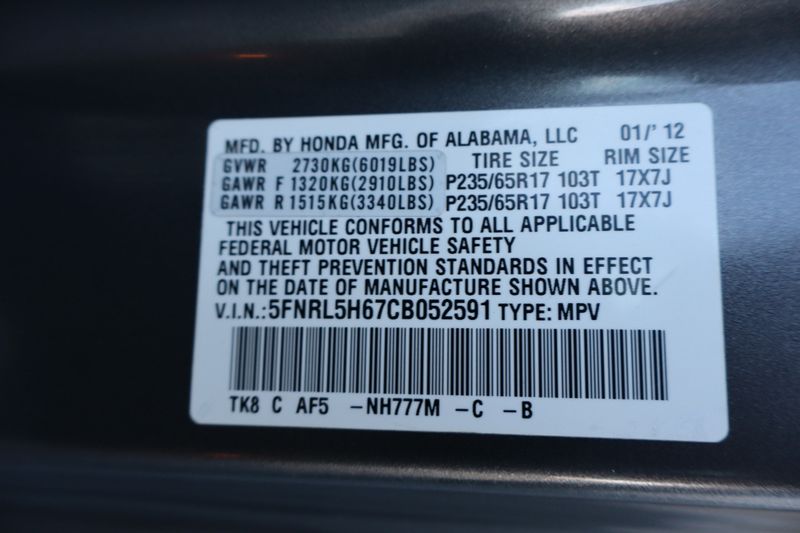 MFD. BY HONDA MFG. OF ALABAMA, LLC 01/' 12
GVWR 2730KG(6019LBS) TIRE SIZE RIM SIZE
GAWR F 1320KG(2910LBS) P235/65R17 103T 17X7J
GAWR R 1515KG(3340LBS) P235/65R17 103T 17X7J
THIS VEHICLE CONFORMS TO ALL APPLICABLE
FEDERAL MOTOR VEHICLE SAFETY
AND THEFT PREVENTION STANDARDS IN EFFECT
ON THE DATE OF MANUFACTURE SHOWN ABOVE.
V.I.N.:5FNRL5H67CB052591 TYPE: MPV
TK8 C AF5 -NH777M -C -B